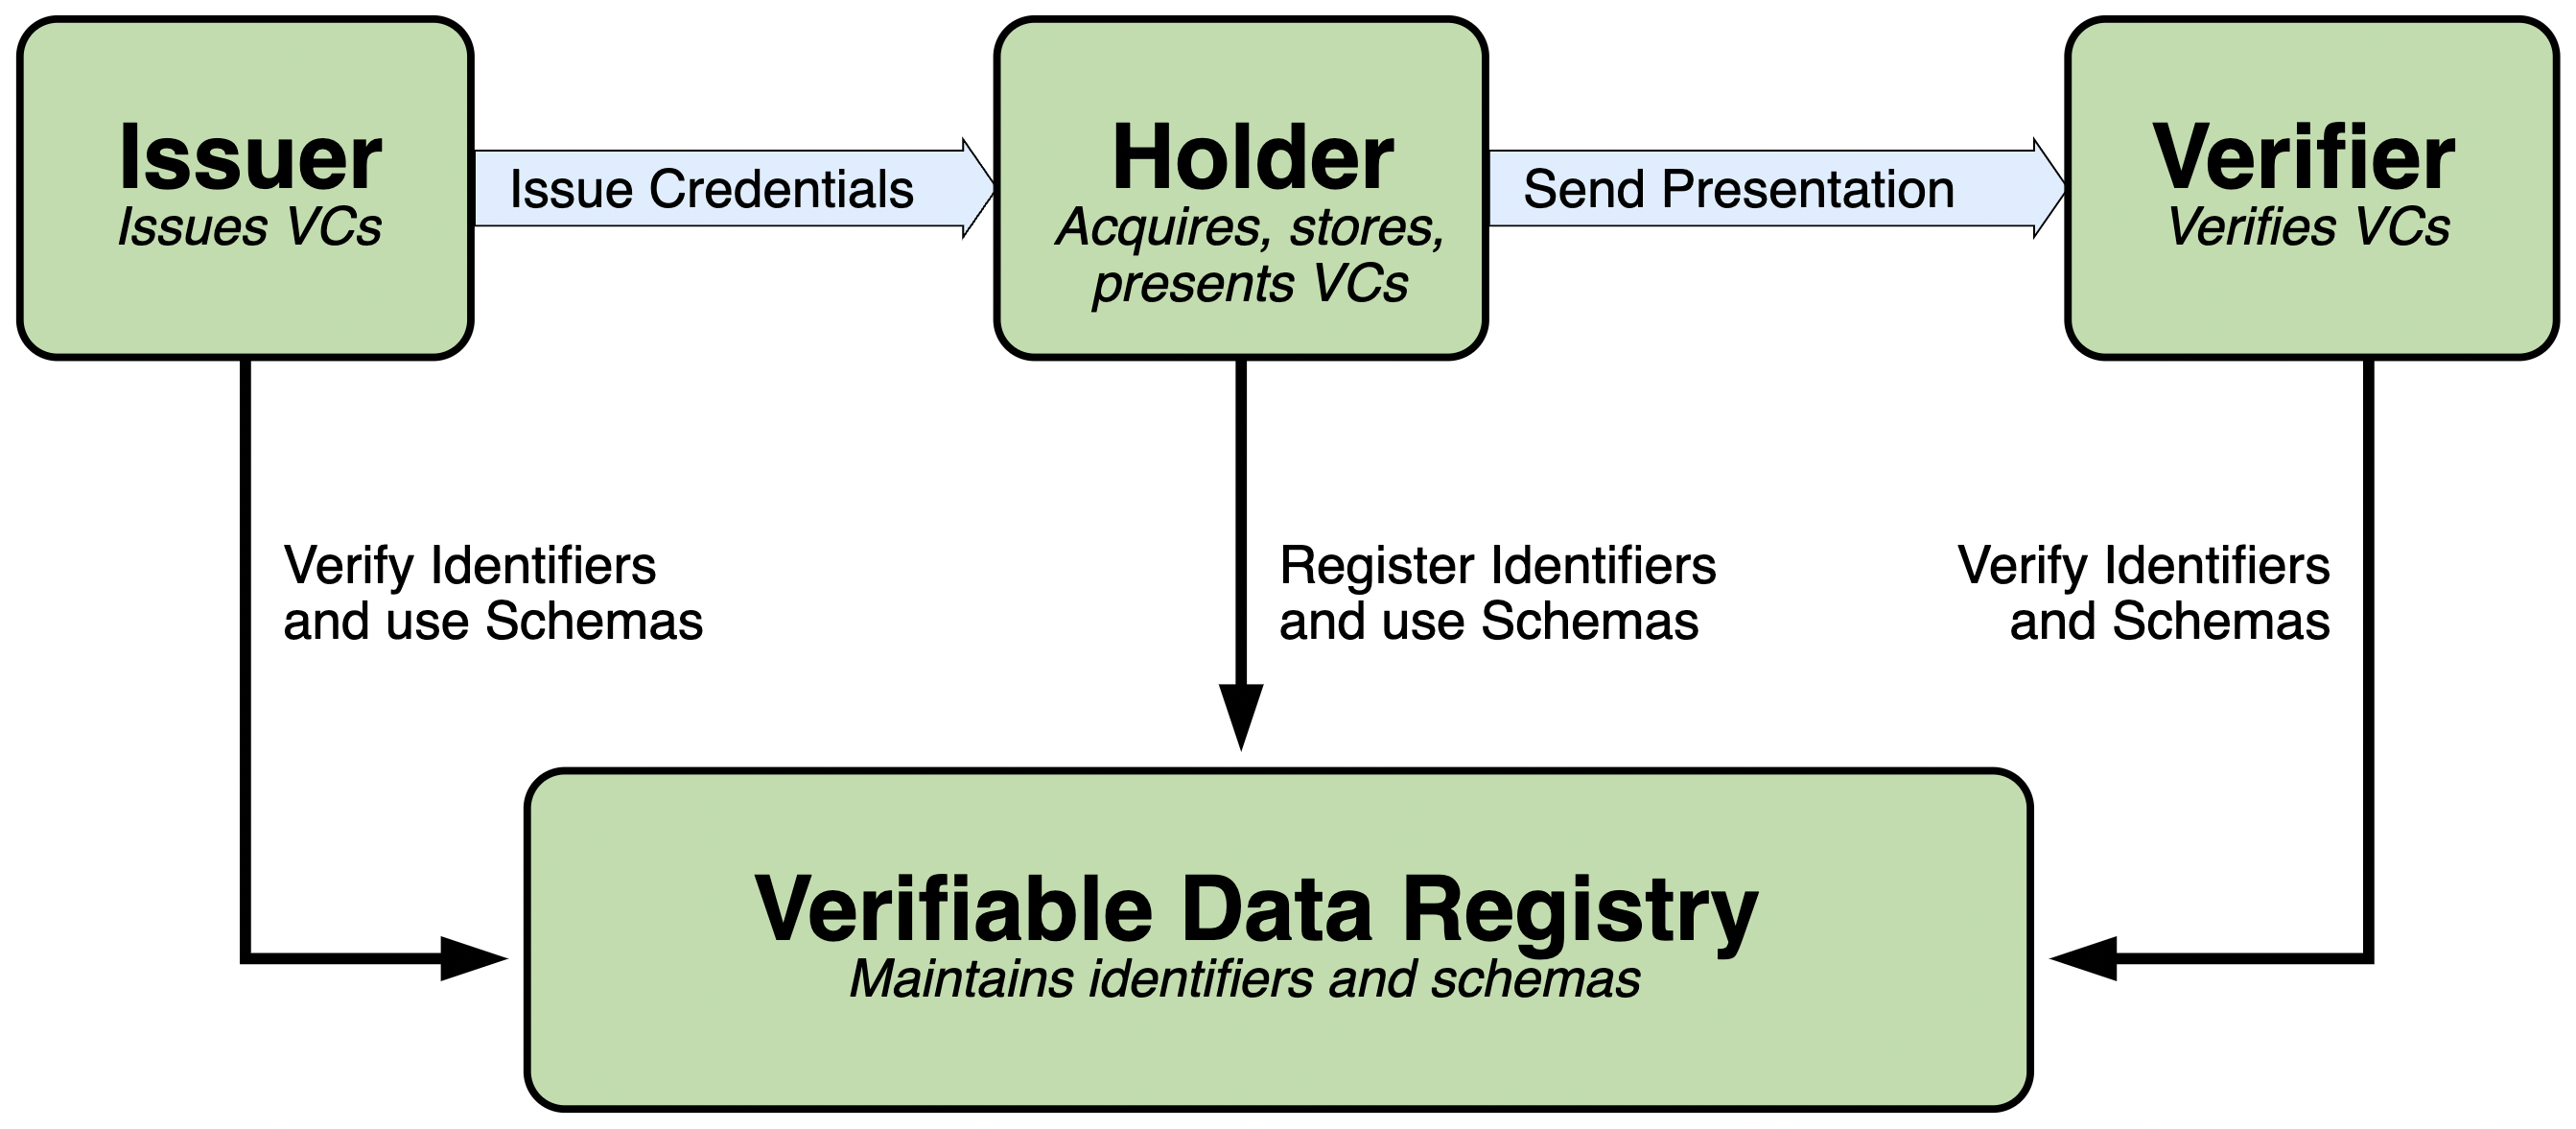 Issuer
Issues VCs
Issue Credentials
Holder
Acquires, stores,
presents VCs
Send Presentation
Verifier
Verifies VCs
Verify Identifiers
and use Schemas
Register Identifiers
and use Schemas
Verify Identifiers
and Schemas
Verifiable Data Registry
Maintains identifiers and schemas